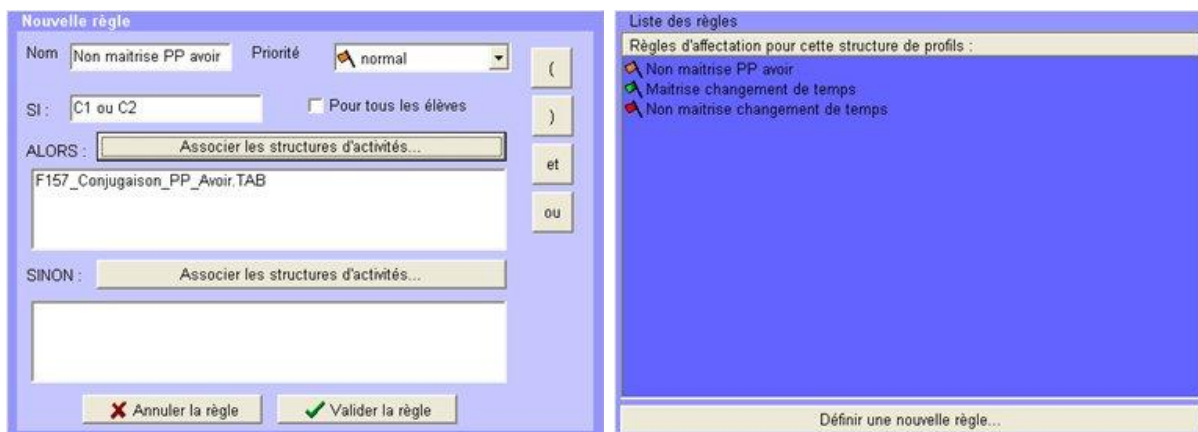 Nouvelle règle
Nom Non maitrise PP avoir Priorité normal
(
SI : C1 ou C2 Pour tous les élèves
)
ALORS : Associer les structures d'activités...
et
F157_Conjugaison_PP_Avoir.TAB
ou
SINON : Associer les structures d'activités...
Annuler la règle Valider la règle
Liste des règles
Règles d'affectation pour cette structure de profils :
Non maitrise PP avoir
Maitrise changement de temps
Non maitrise changement de temps
Définir une nouvelle règle...